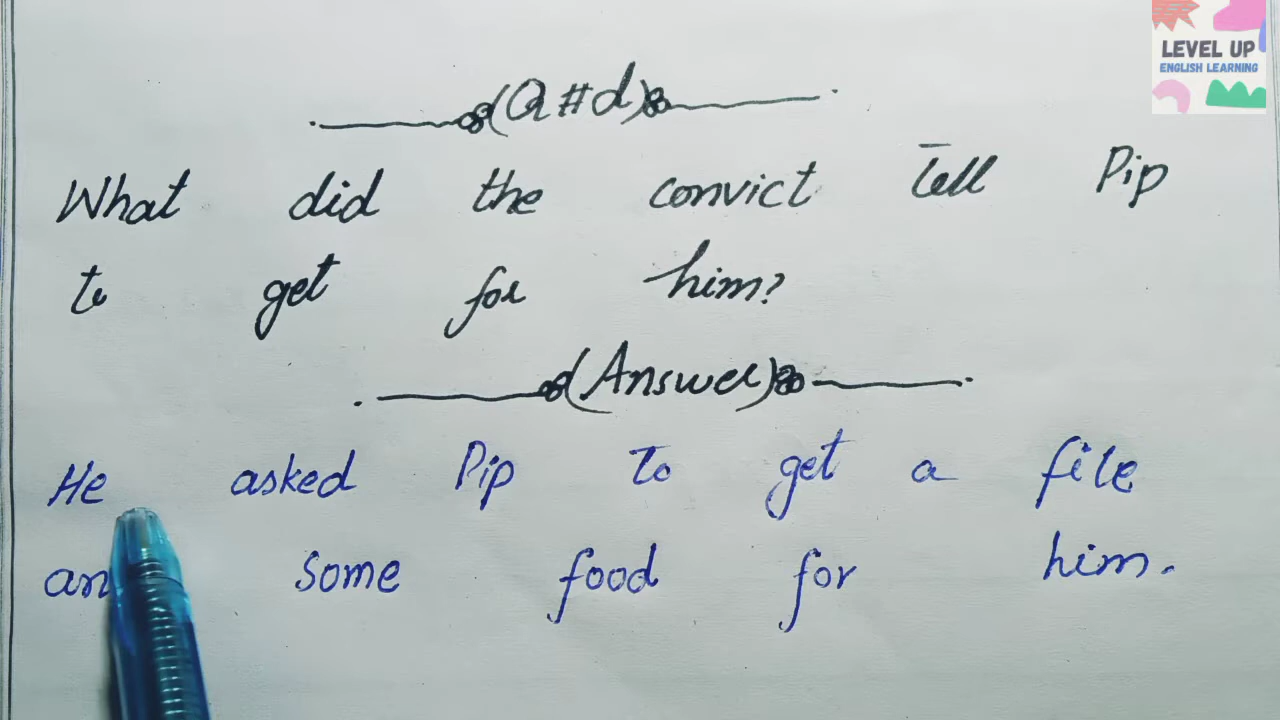 LEVEL UP
ENGLISH LEARNING
(Q#d)
What did the convict tell Pip
to get for him?
(Answer)
He asked Pip to get a file
an some food for him.